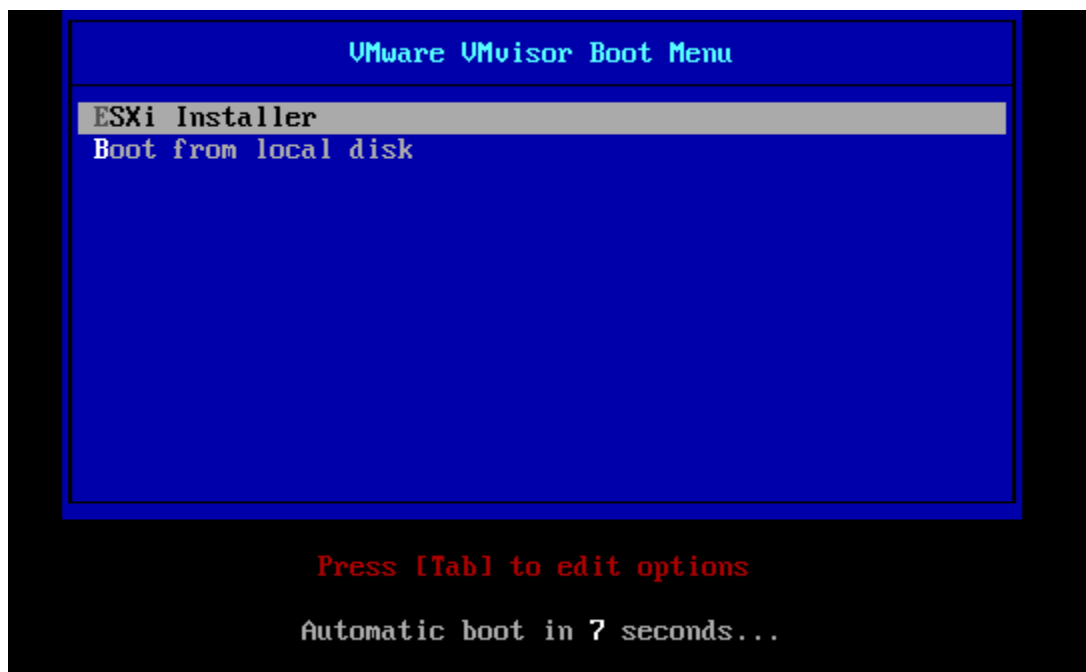 VMware VMvisor Boot Menu
ESXi Installer
Boot from local disk
Press [Tab] to edit options
Automatic boot in 7 seconds...